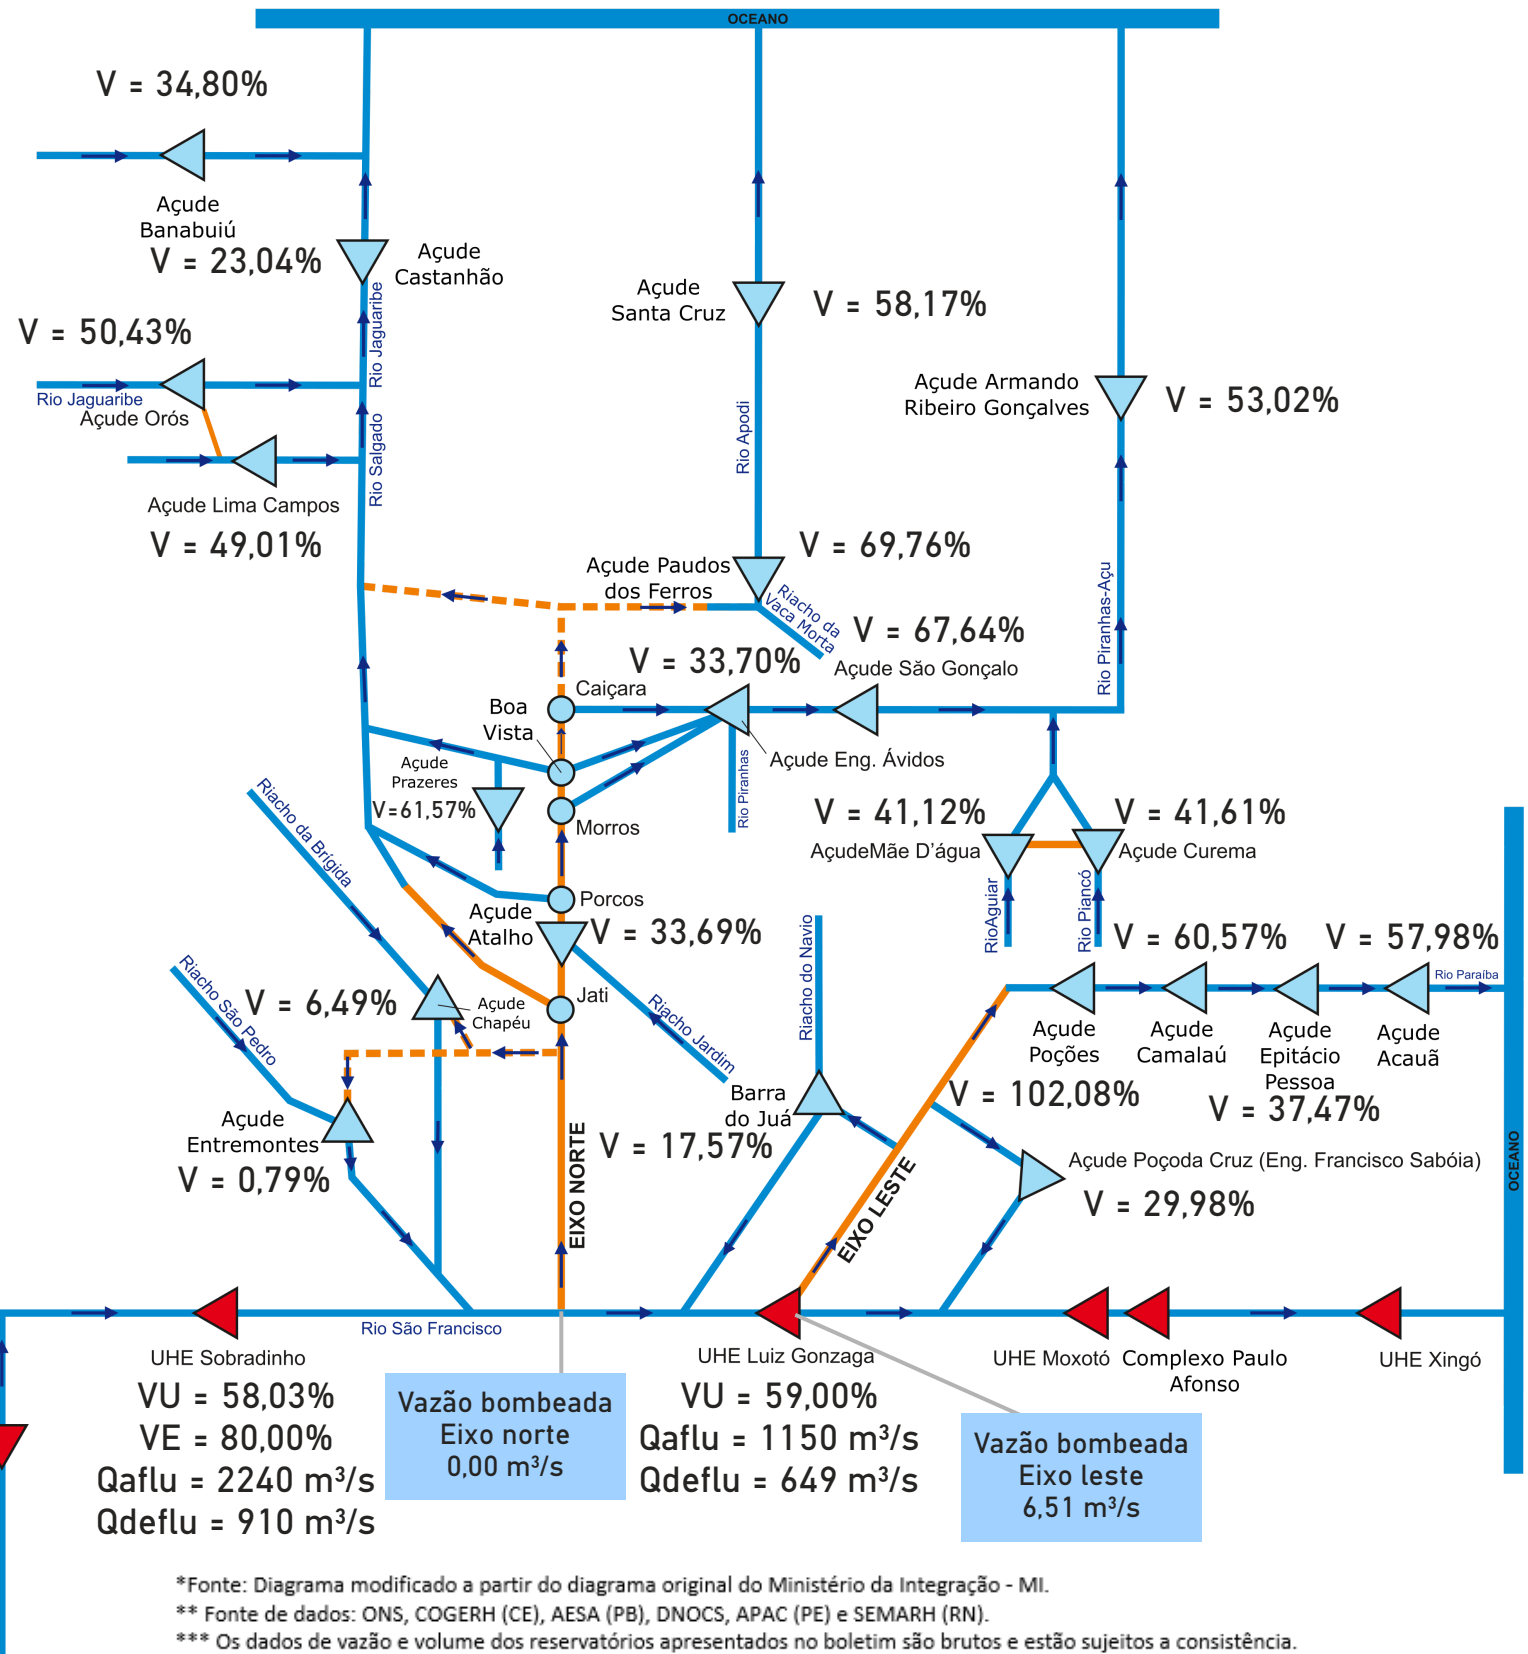 OCEANO
V = 34,80%
Açude
Banabuiú
V = 23,04%
Açude
Castanhão
Rio Jaguaribe
Açude
Santa Cruz
V = 58,17%
V = 50,43%
Rio Jaguaribe
Açude Orós
Açude Armando
Ribeiro Gonçalves
V = 53,02%
Rio Apodi
Rio Salgado
Açude Lima Campos
V = 49,01%
V = 69,76%
Açude Paudos
dos Ferros
Riacho da
Vaca Morta
Rio Piranhas-Açu
V = 67,64%
V = 33,70%
Açude São Gonçalo
Caiçara
Boa
Vista
Açude Eng. Ávidos
Rio Piranhas
Açude
Prazeres
V=61,57%
Morros
Riacho da Brígida
V = 41,12%
V = 41,61%
AçudeMãe D'água
Açude Curema
RioAguiar
Rio Piancó
Porcos
Açude
Atalho
V = 33,69%
Riacho do Navio
V = 60,57%
V = 57,98%
Rio Paraíba
Riacho São Pedro
V = 6,49%
Açude
Chapéu
Jati
Riacho Jardim
Açude
Poções
Açude
Camalaú
Açude
Epitácio
Pessoa
Açude
Acauã
V = 102,08%
V = 37,47%
Barra
do Juá
V = 17,57%
Açude
Entremontes
V = 0,79%
EIXO NORTE
EIXO LESTE
Açude Poçoda Cruz (Eng. Francisco Sabóia)
V = 29,98%
OCEANO
Rio São Francisco
UHE Sobradinho
VU = 58,03%
VE = 80,00%
Qaflu = 2240 m³/s
Qdeflu = 910 m³/s
Vazão bombeada
Eixo norte
0,00 m³/s
UHE Luiz Gonzaga
VU = 59,00%
Qaflu = 1150 m³/s
Qdeflu = 649 m³/s
Vazão bombeada
Eixo leste
6,51 m³/s
UHE Moxotó
Complexo Paulo
Afonso
UHE Xingó
*Fonte: Diagrama modificado a partir do diagrama original do Ministério da Integração - MI.
** Fonte de dados: ONS, COGERH (CE), AESA (PB), DNOCS, APAC (PE) e SEMARH (RN).
*** Os dados de vazão e volume dos reservatórios apresentados no boletim são brutos e estão sujeitos a consistência.